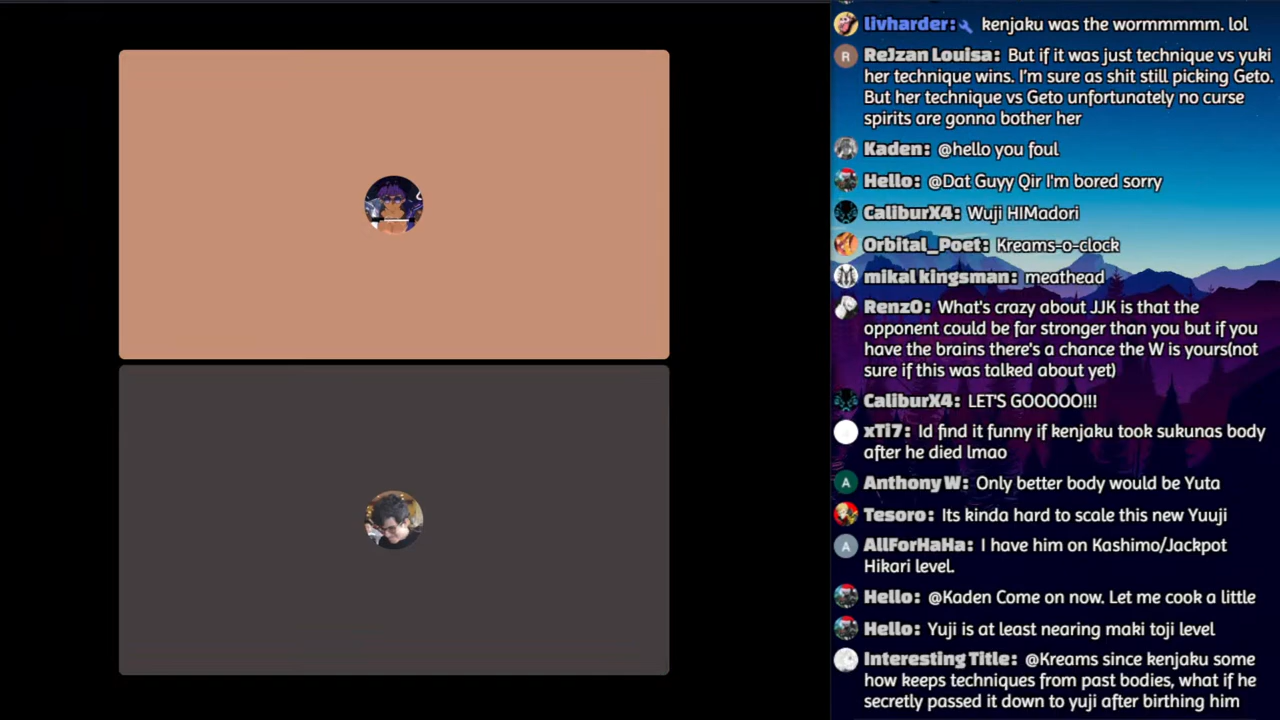 livharder: kenjaku was the wormmmmm. lol
ReJzan Louisa: But if it was just technique vs yuki
her technique wins. I'm sure as shit still picking Geto.
But her technique vs Geto unfortunately no curse
spirits are gonna bother her
R
Kaden: @hello you foul
Hello: @Dat Guyy Qir I'm bored sorry
CaliburX4: Wuji HIMadori
Orbital_Poet: Kreams-o-clock
mikal kingsman: meathead
RenzO: What's crazy about JJK is that the
opponent could be far stronger than you but if you
have the brains there's a chance the W is yours(not
sure if this was talked about yet)
CaliburX4: LET'S GOOOOO!!!
xTi7: Id find it funny if kenjaku took sukunas body
after he died lmao
A Anthony W: Only better body would be Yuta
Tesoro: Its kinda hard to scale this new Yuuji
A AllForHaHa: I have him on Kashimo/Jackpot
Hikari level.
Hello: @Kaden Come on now. Let me cook a little
Hello: Yuji is at least nearing maki toji level
Interesting Title: @Kreams since kenjaku some
how keeps techniques from past bodies, what if he
secretly passed it down to yuji after birthing him